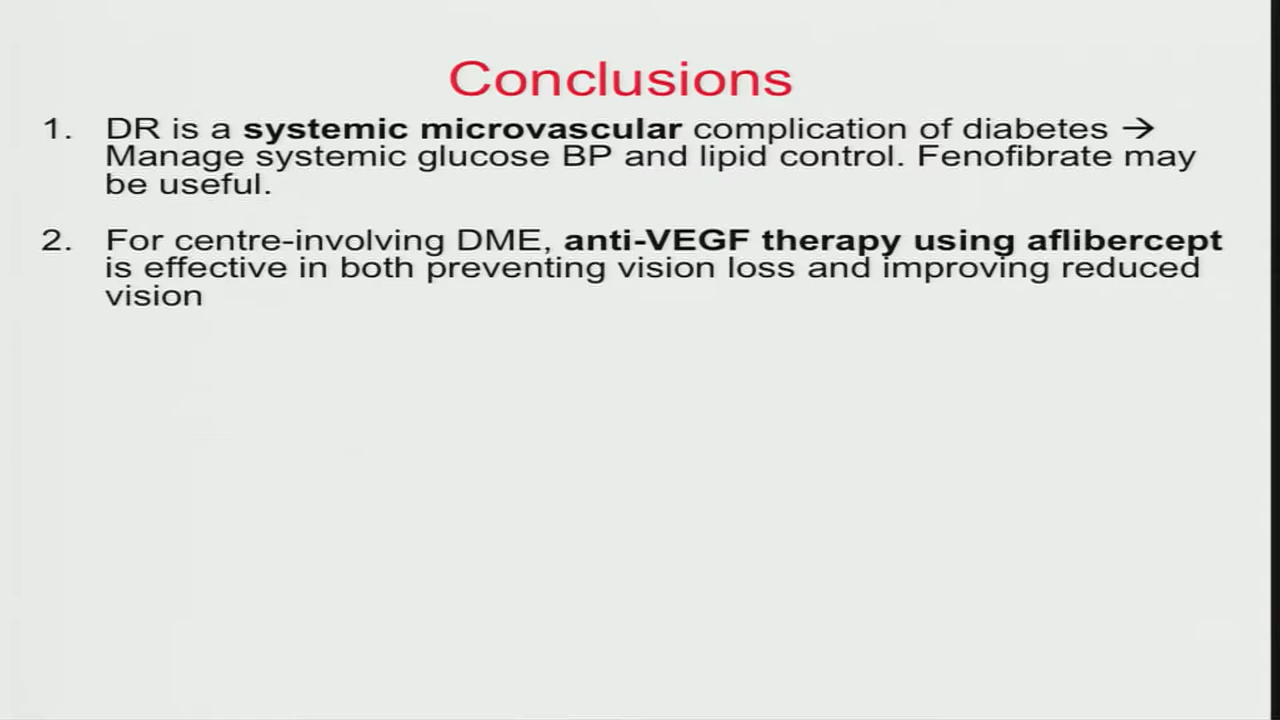 Conclusions
1. DR is a systemic microvascular complication of diabetes →
Manage systemic glucose BP and lipid control. Fenofibrate may
be useful.
2. For centre-involving DME, anti-VEGF therapy using aflibercept
is effective in both preventing vision loss and improving reduced
vision